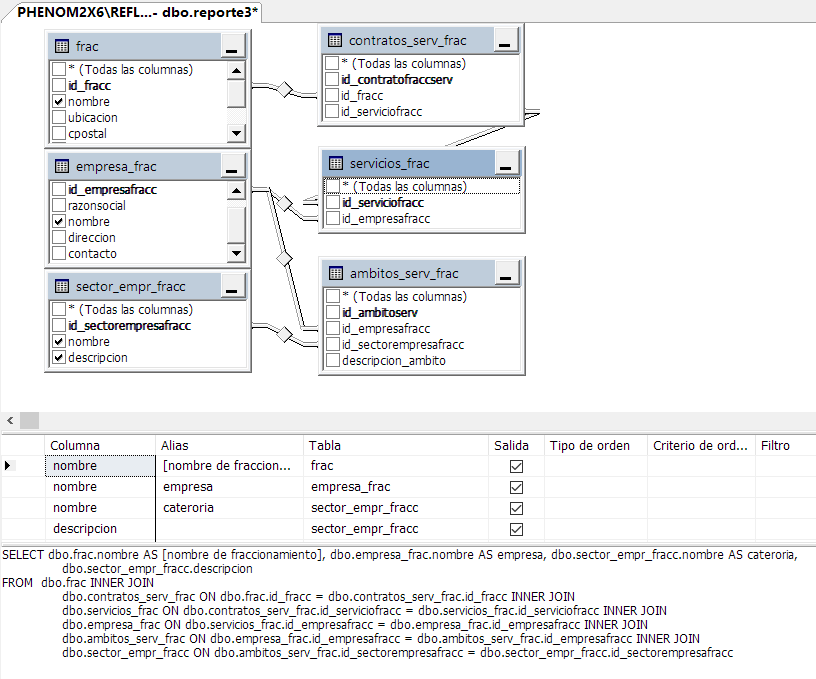 PHENOM2X6\REFL...- dbo.reporte3*
frac
* (Todas las columnas)
id_fracc
nombre
ubicacion
cpostal
contratos_serv_frac
* (Todas las columnas)
id_contratofraccserv
id_fracc
id_serviciofracc
empresa_frac
id_empresafracc
razonsocial
nombre
direccion
contacto
servicios_frac
* (Todas las columnas)
id_serviciofracc
id_empresafracc
sector_empr_fracc
* (Todas las columnas)
id_sectorempresafracc
nombre
descripcion
ambitos_serv_frac
* (Todas las columnas)
id_ambitoserv
id_empresafracc
id_sectorempresafracc
descripcion_ambito
Columna Alias Tabla Salida Tipo de orden Criterio de ord... Filtro
nombre [nombre de fraccion... frac
nombre empresa empresa_frac
nombre cateroria sector_empr_fracc
descripcion sector_empr_fracc
SELECT dbo.frac.nombre AS [nombre de fraccionamiento], dbo.empresa_frac.nombre AS empresa, dbo.sector_empr_fracc.nombre AS cateroria,
dbo.sector_empr_fracc.descripcion
FROM dbo.frac INNER JOIN
dbo.contratos_serv_frac ON dbo.frac.id_fracc = dbo.contratos_serv_frac.id_fracc INNER JOIN
dbo.servicios_frac ON dbo.contratos_serv_frac.id_serviciofracc = dbo.servicios_frac.id_serviciofracc INNER JOIN
dbo.empresa_frac ON dbo.servicios_frac.id_empresafracc = dbo.empresa_frac.id_empresafracc INNER JOIN
dbo.ambitos_serv_frac ON dbo.empresa_frac.id_empresafracc = dbo.ambitos_serv_frac.id_empresafracc INNER JOIN
dbo.sector_empr_fracc ON dbo.ambitos_serv_frac.id_sectorempresafracc = dbo.sector_empr_fracc.id_sectorempresafracc